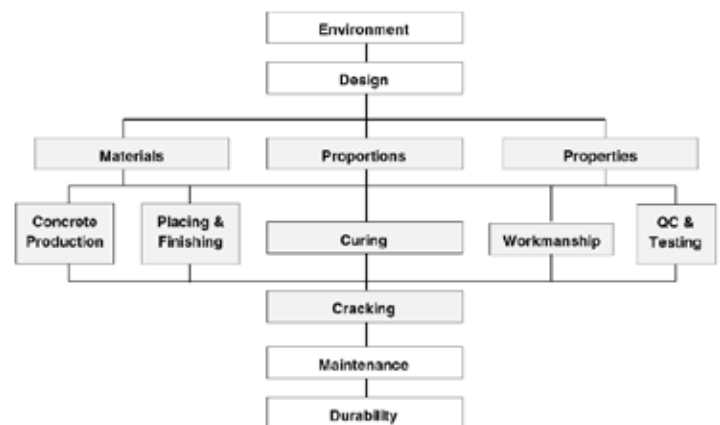 Environment
Design
Materials
Proportions
Properties
Concrete
Production
Placing &
Finishing
Curing
Workmanship
QC &
Testing
Cracking
Maintenance
Durability